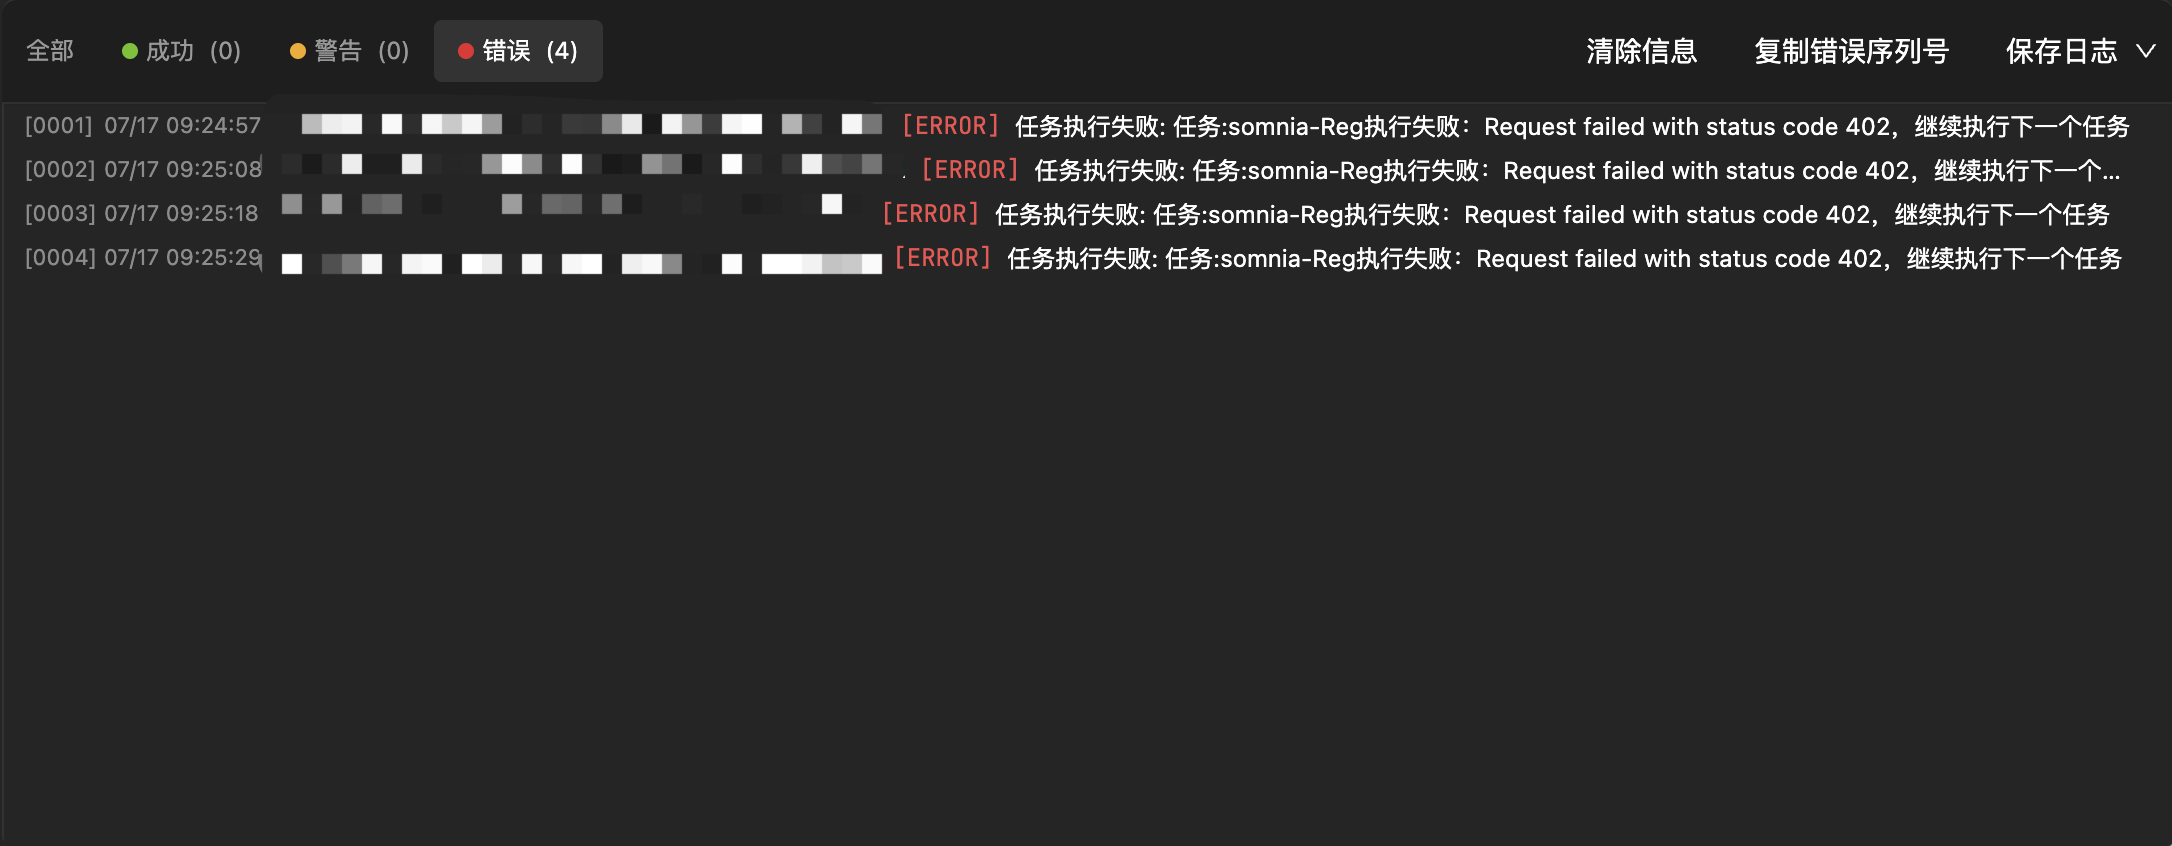 全部 成功 (0) 警告 (0) 错误 (4) 清除信息 复制错误序列号 保存日志
[0001] 07/17 09:24:57 [ERROR] 任务执行失败: 任务:somnia-Reg执行失败：Request failed with status code 402，继续执行下一个任务
[0002] 07/17 09:25:08 [ERROR] 任务执行失败: 任务:somnia-Reg执行失败：Request failed with status code 402，继续执行下一个...
[0003] 07/17 09:25:18 [ERROR] 任务执行失败: 任务:somnia-Reg执行失败：Request failed with status code 402，继续执行下一个任务
[0004] 07/17 09:25:29 [ERROR] 任务执行失败: 任务:somnia-Reg执行失败：Request failed with status code 402，继续执行下一个任务